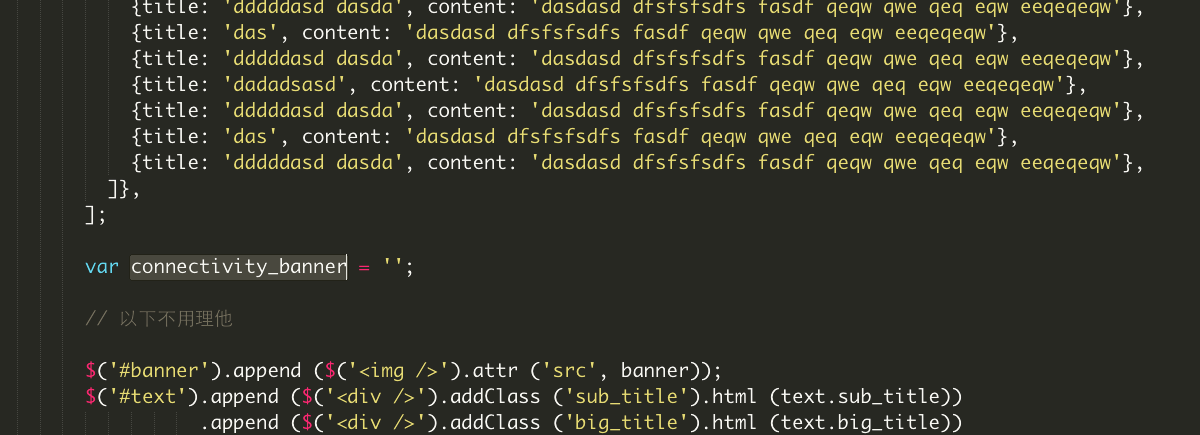 {title: 'dddddasd dasda', content: 'dasdasd dfsfsfsdfs fasdf qeqw qwe qeq eqw eeqeqeqw'},
{title: 'das', content: 'dasdasd dfsfsfsdfs fasdf qeqw qwe qeq eqw eeqeqeqw'},
{title: 'dddddasd dasda', content: 'dasdasd dfsfsfsdfs fasdf qeqw qwe qeq eqw eeqeqeqw'},
{title: 'dadadsasd', content: 'dasdasd dfsfsfsdfs fasdf qeqw qwe qeq eqw eeqeqeqw'},
{title: 'dddddasd dasda', content: 'dasdasd dfsfsfsdfs fasdf qeqw qwe qeq eqw eeqeqeqw'},
{title: 'das', content: 'dasdasd dfsfsfsdfs fasdf qeqw qwe qeq eqw eeqeqeqw'},
{title: 'dddddasd dasda', content: 'dasdasd dfsfsfsdfs fasdf qeqw qwe qeq eqw eeqeqeqw'},
]},
];
var connectivity_banner = '';
// 以下不用理他
$('#banner').append ($('<img />').attr ('src', banner));
$('#text').append ($('<div />').addClass ('sub_title').html (text.sub_title))
.append ($('<div />').addClass ('big_title').html (text.big_title))